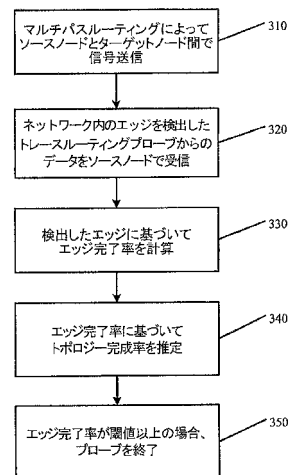 マルチパスルーティングによって
ソースノードとターゲットノード間で
信号送信
310
ネットワーク内のエッジを検出した
トレースルーティングプローブからの
データをソースノードで受信
320
検出したエッジに基づいて
エッジ完了率を計算
330
エッジ完了率に基づいて
トポロジー完成率を推定
340
エッジ完了率が閾値以上の場合、
プローブを終了
350